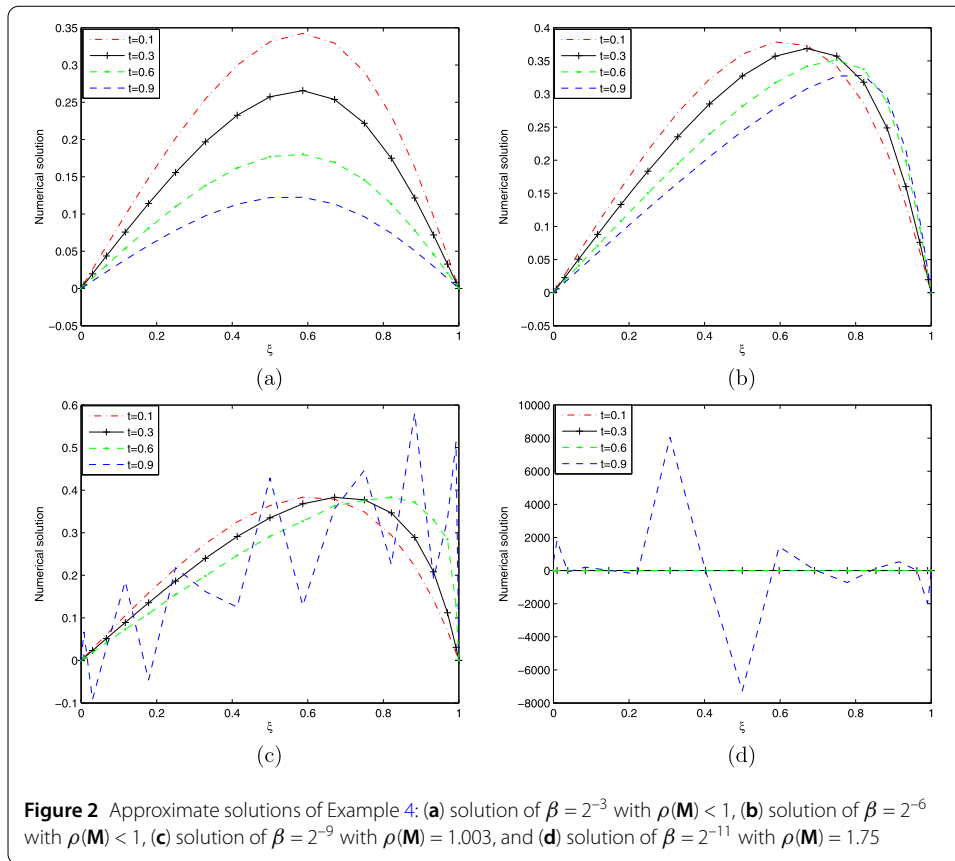 0.35
0.3
0.25
0.2
0.15
0.1
0.05
0
−0.05
Numerical solution
t=0.1
t=0.3
t=0.6
t=0.9
0
0.2
0.4
0.6
0.8
1
ξ
(a)
0.4
0.35
0.3
0.25
0.2
0.15
0.1
0.05
0
−0.05
Numerical solution
t=0.1
t=0.3
t=0.6
t=0.9
0
0.2
0.4
0.6
0.8
1
ξ
(b)
0.6
0.5
0.4
0.3
0.2
0.1
0
−0.1
Numerical solution
t=0.1
t=0.3
t=0.6
t=0.9
0
0.2
0.4
0.6
0.8
1
ξ
(c)
10000
8000
6000
4000
2000
0
−2000
−4000
−6000
−8000
Numerical solution
t=0.1
t=0.3
t=0.6
t=0.9
0
0.2
0.4
0.6
0.8
1
ξ
(d)
Figure 2 Approximate solutions of Example 4: (a) solution of β = 2⁻³ with ρ(M) < 1, (b) solution of β = 2⁻⁶
with ρ(M) < 1, (c) solution of β = 2⁻⁹ with ρ(M) = 1.003, and (d) solution of β = 2⁻¹¹ with ρ(M) = 1.75